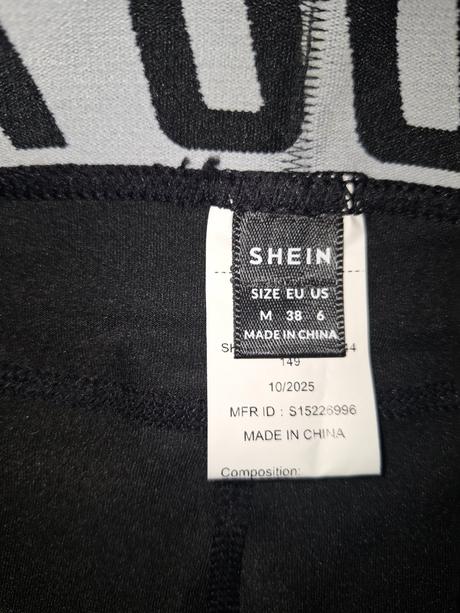 SHEIN
SIZE EU US
M 38 6
MADE IN CHINA
149
10/2025
MFR ID : S15226996
MADE IN CHINA
Composition: